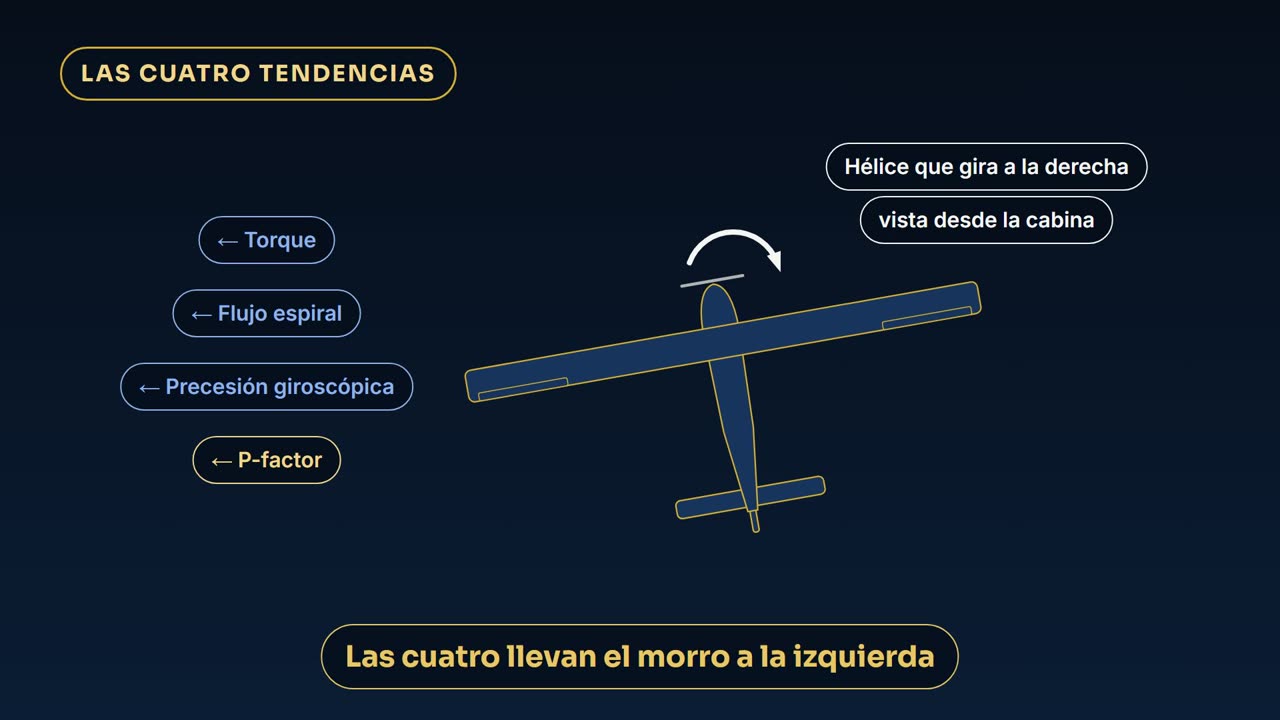 LAS CUATRO TENDENCIAS
Hélice que gira a la derecha
vista desde la cabina
← Torque
← Flujo espiral
← Precesión giroscópica
← P-factor
Las cuatro llevan el morro a la izquierda